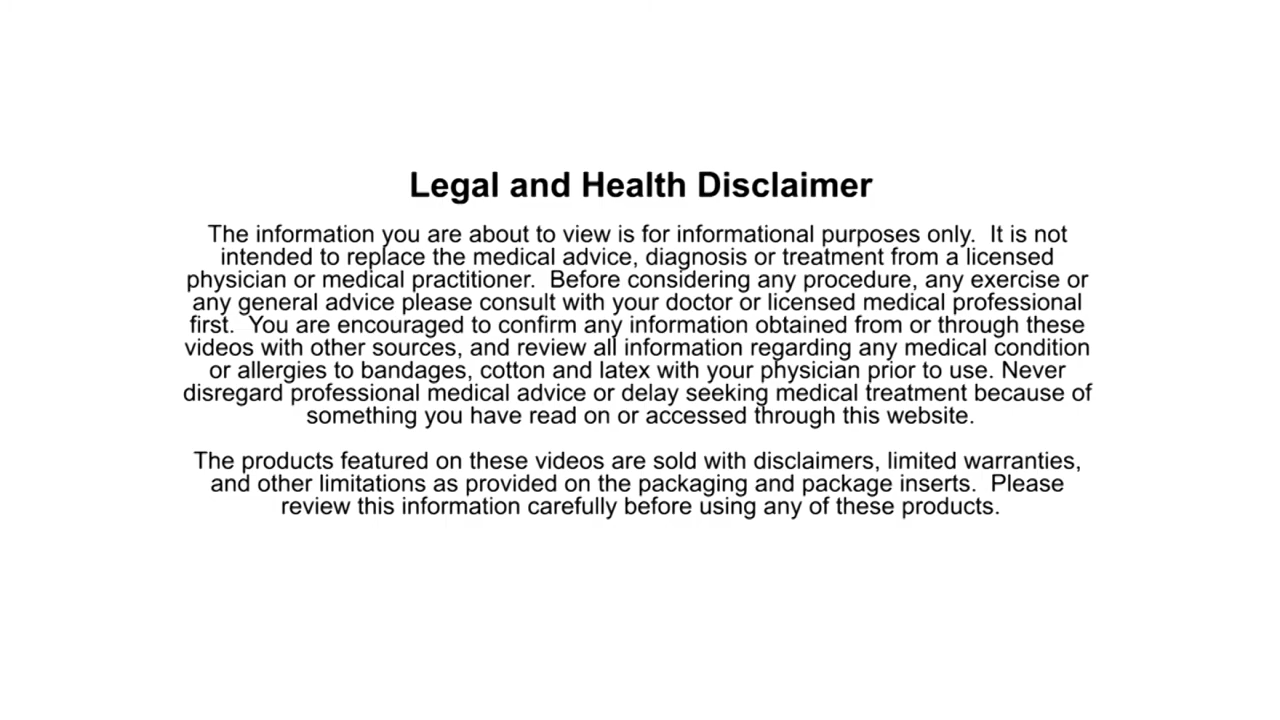 Legal and Health Disclaimer
The information you are about to view is for informational purposes only.  It is not
intended to replace the medical advice, diagnosis or treatment from a licensed
physician or medical practitioner.  Before considering any procedure, any exercise or
any general advice please consult with your doctor or licensed medical professional
first.  You are encouraged to confirm any information obtained from or through these
videos with other sources, and review all information regarding any medical condition
or allergies to bandages, cotton and latex with your physician prior to use. Never
disregard professional medical advice or delay seeking medical treatment because of
something you have read on or accessed through this website.
The products featured on these videos are sold with disclaimers, limited warranties,
and other limitations as provided on the packaging and package inserts.  Please
review this information carefully before using any of these products.